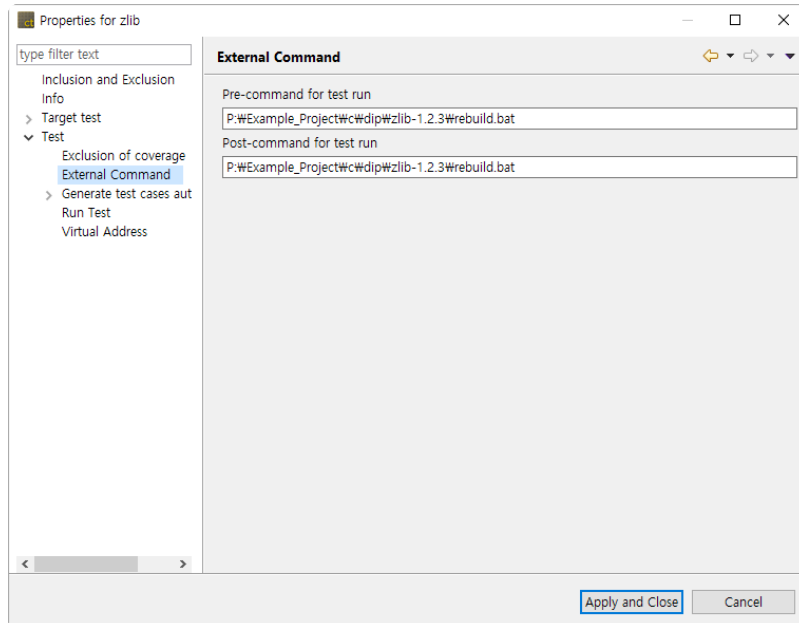 ct Properties for zlib
type filter text
Inclusion and Exclusion
Info
Target test
Test
Exclusion of coverage
External Command
Generate test cases aut
Run Test
Virtual Address
External Command
Pre-command for test run
P:₩Example_Project₩c₩dip₩zlib-1.2.3₩rebuild.bat
Post-command for test run
P:₩Example_Project₩c₩dip₩zlib-1.2.3₩rebuild.bat
Apply and Close
Cancel